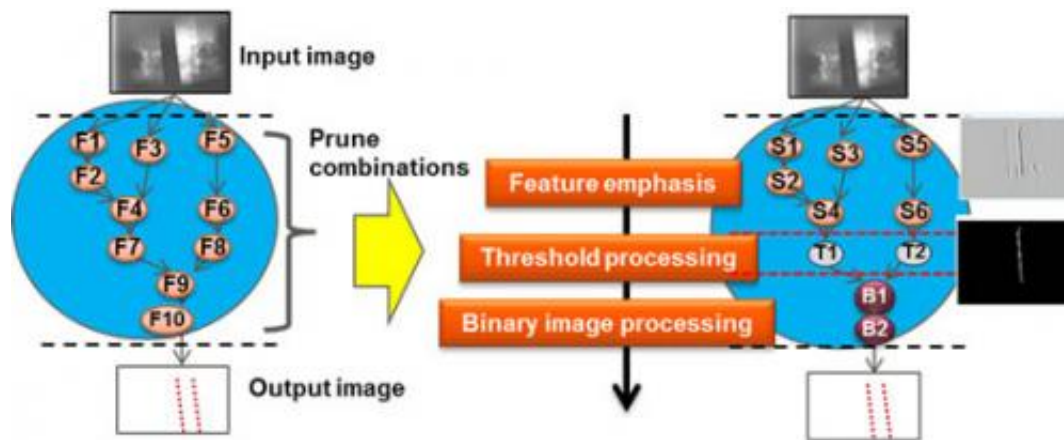 Input image
F1
F3
F5
F2
F4
F6
F7
F8
F9
F10
Output image
Prune
combinations
Feature emphasis
Threshold processing
Binary image processing
S1
S3
S5
S2
S4
S6
T1
T2
B1
B2